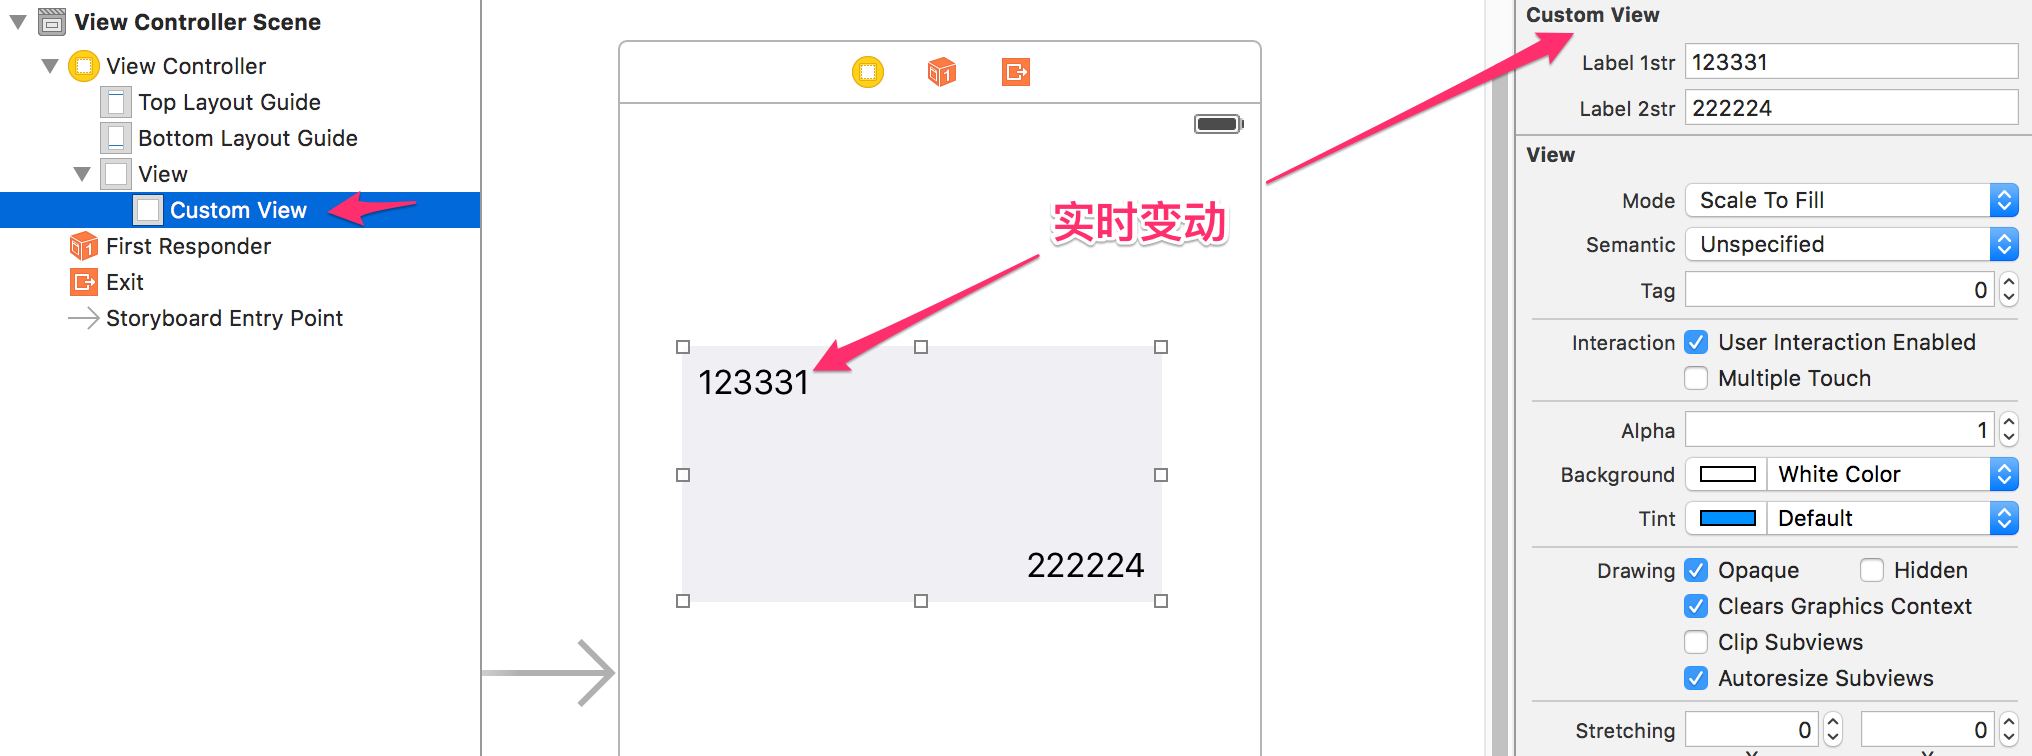 View Controller Scene
View Controller
Top Layout Guide
Bottom Layout Guide
View
Custom View
First Responder
Exit
Storyboard Entry Point
1
1
实时变动
123331
222224
Custom View
Label 1str 123331
Label 2str 222224
View
Mode Scale To Fill
Semantic Unspecified
Tag 0
Interaction User Interaction Enabled
Multiple Touch
Alpha 1
Background White Color
Tint Default
Drawing Opaque Hidden
Clears Graphics Context
Clip Subviews
Autoresize Subviews
Stretching 0 0